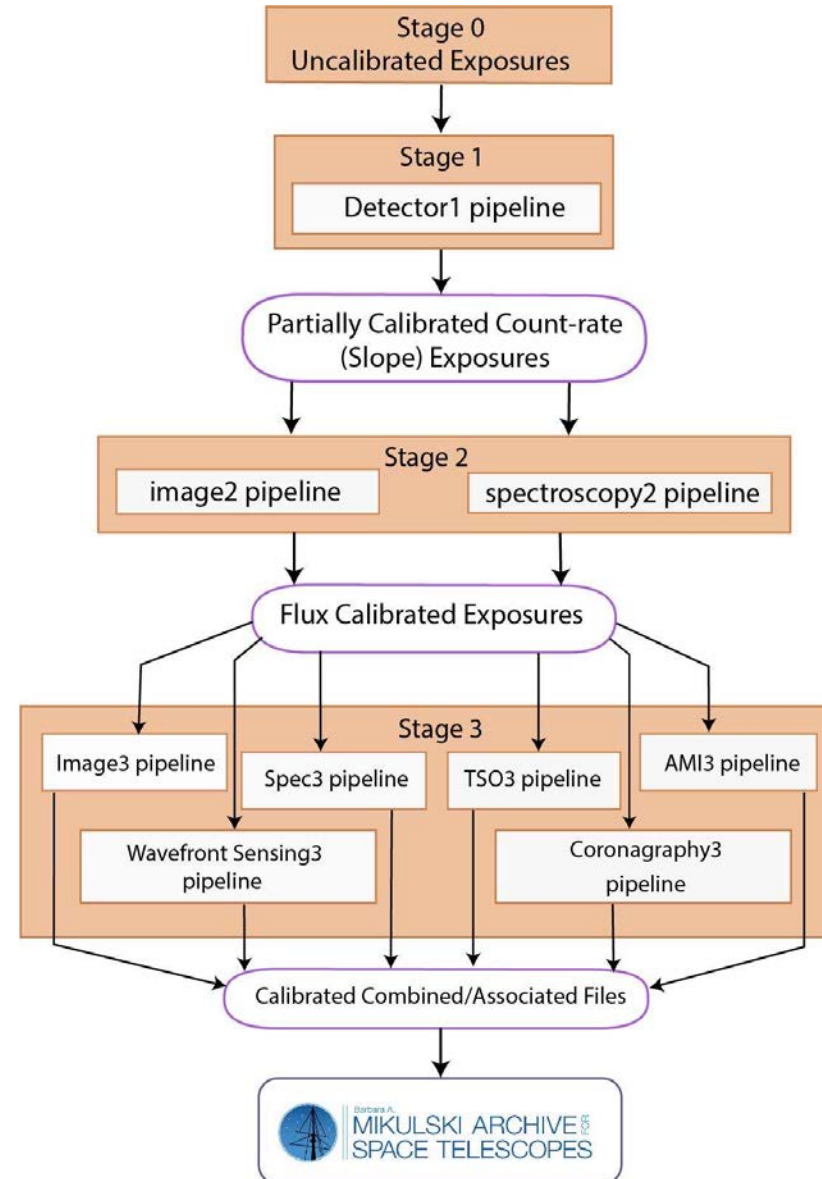 Stage 0
Uncalibrated Exposures
Stage 1
Detector1 pipeline
Partially Calibrated Count-rate
(Slope) Exposures
Stage 2
image2 pipeline
spectroscopy2 pipeline
Flux Calibrated Exposures
Stage 3
Image3 pipeline
Spec3 pipeline
TSO3 pipeline
AMI3 pipeline
Wavefront Sensing3
pipeline
Coronagraphy3
pipeline
Calibrated Combined/Associated Files
Barbara A.
MIKULSKI ARCHIVE FOR
SPACE TELESCOPES